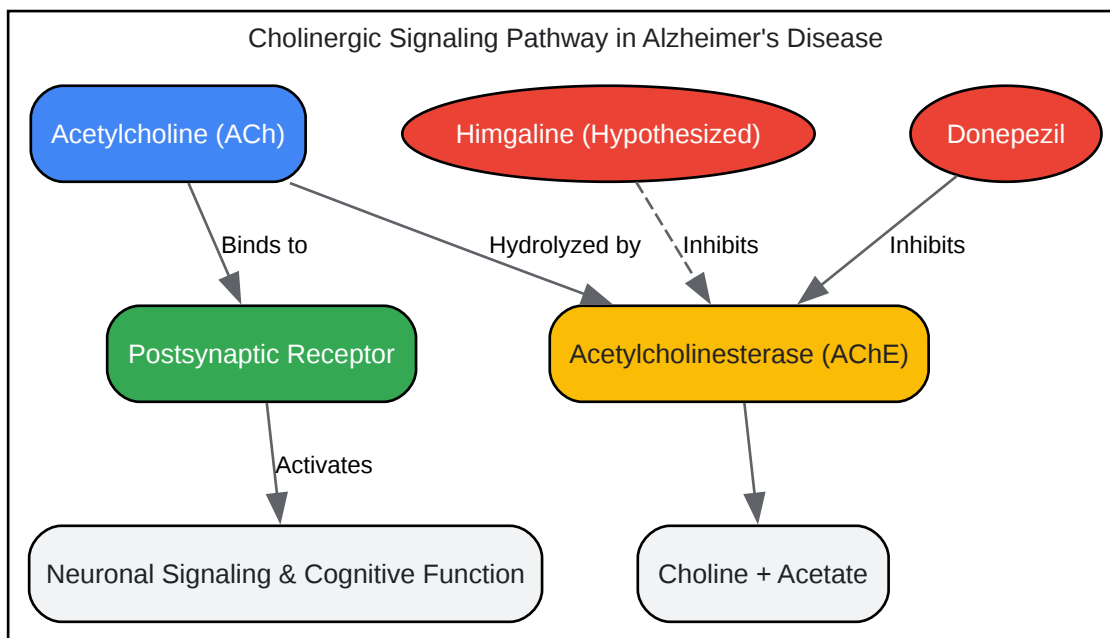 Cholinergic Signaling Pathway in Alzheimer's Disease
Acetylcholine (ACh)
Himgaline (Hypothesized)
Donepezil
Binds to
Hydrolyzed by
Inhibits
Inhibits
Postsynaptic Receptor
Acetylcholinesterase (AChE)
Activates
Neuronal Signaling & Cognitive Function
Choline + Acetate